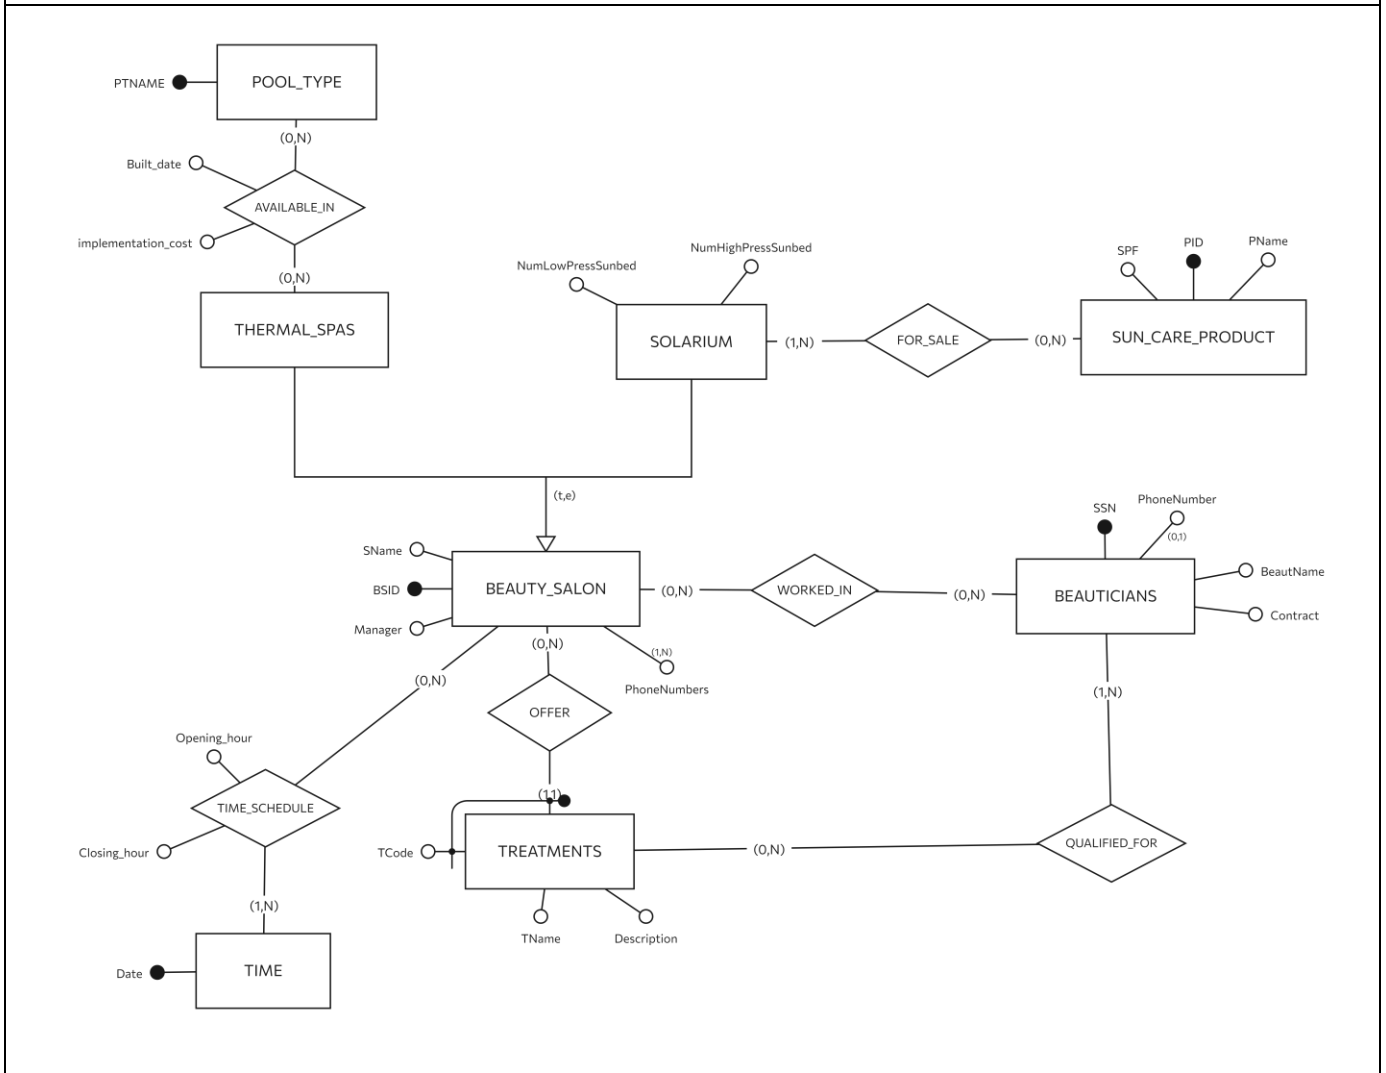 POOL_TYPE
PTNAME
(0,N)
Built_date
AVAILABLE_IN
implementation_cost
(0,N)
THERMAL_SPAS
NumHighPressSunbed
NumLowPressSunbed
SOLARIUM
(1,N)
FOR_SALE
(0,N)
SPF
PID
PName
SUN_CARE_PRODUCT
(t,e)
SName
BSID
Manager
BEAUTY_SALON
(0,N)
WORKED_IN
(0,N)
SSN
PhoneNumber
(0,1)
BeautName
BEAUTICIANS
Contract
(0,N)
(0,N)
(1,N)
PhoneNumbers
(1,N)
OFFER
Opening_hour
TIME_SCHEDULE
Closing_hour
(1,1)
TCode
TREATMENTS
(0,N)
QUALIFIED_FOR
TName
Description
(1,N)
Date
TIME